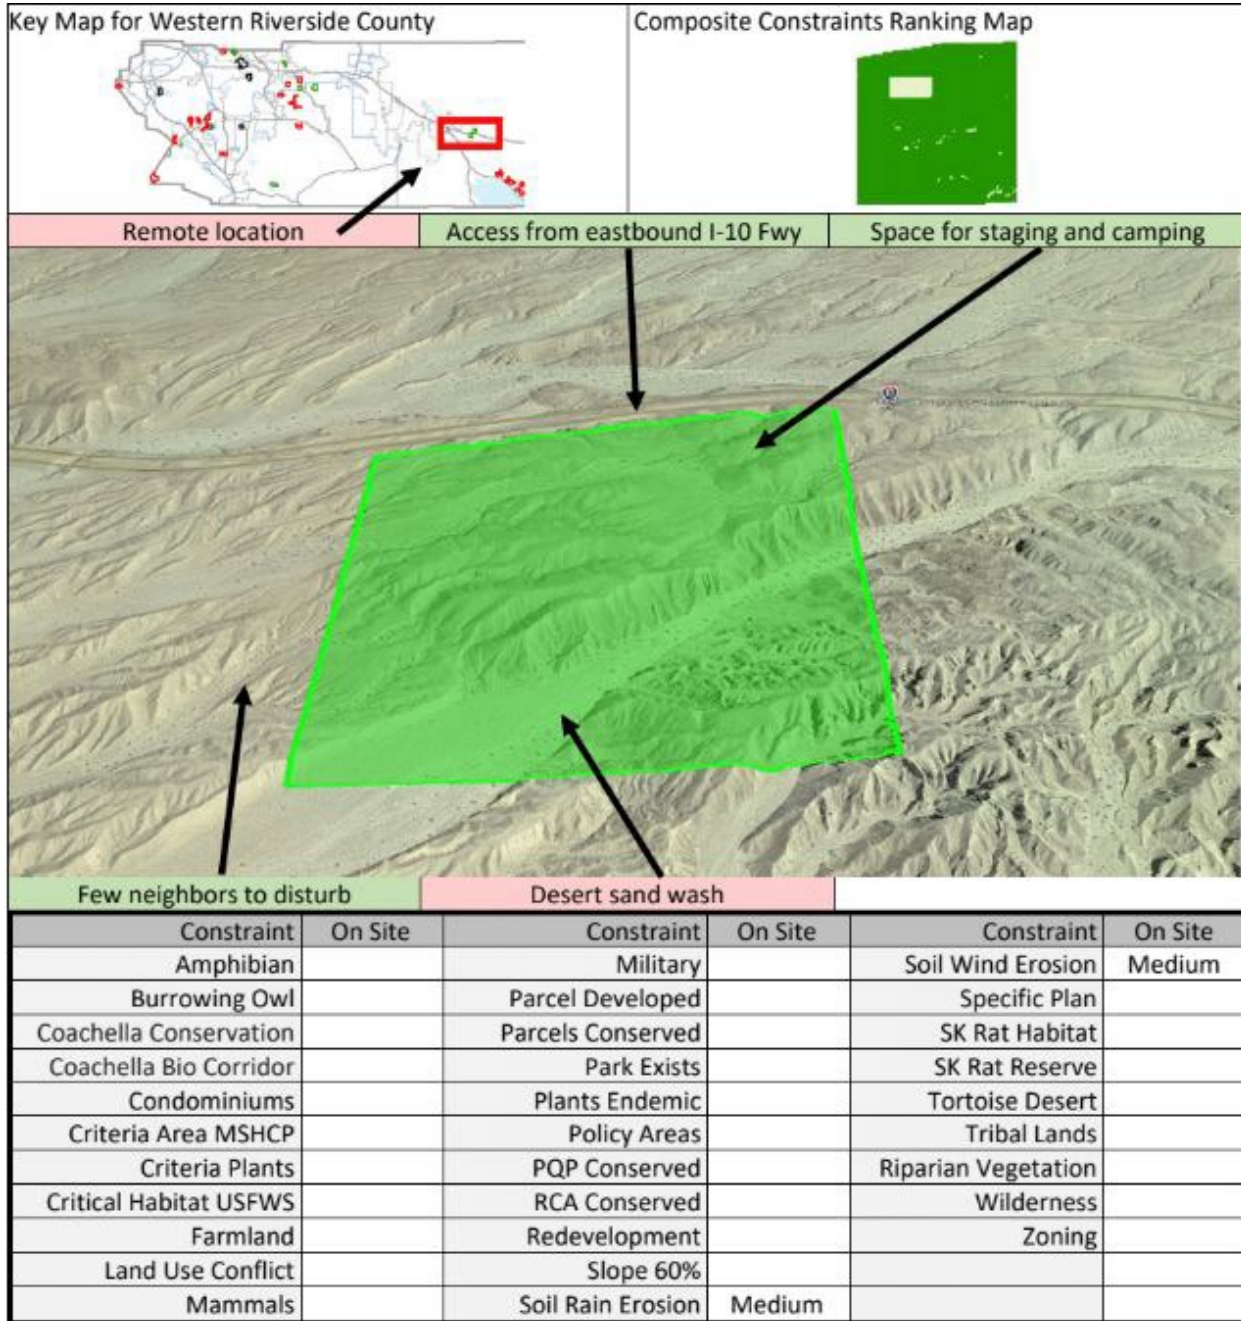 Key Map for Western Riverside County
Composite Constraints Ranking Map
Remote location
Access from eastbound I-10 Fwy
Space for staging and camping
Few neighbors to disturb
Desert sand wash
Constraint On Site Constraint On Site Constraint On Site
Amphibian Military Soil Wind Erosion Medium
Burrowing Owl Parcel Developed Specific Plan
Coachella Conservation Parcels Conserved SK Rat Habitat
Coachella Bio Corridor Park Exists SK Rat Reserve
Condominiums Plants Endemic Tortoise Desert
Criteria Area MSHCP Policy Areas Tribal Lands
Criteria Plants PQP Conserved Riparian Vegetation
Critical Habitat USFWS RCA Conserved Wilderness
Farmland Redevelopment Zoning
Land Use Conflict Slope 60%
Mammals Soil Rain Erosion Medium